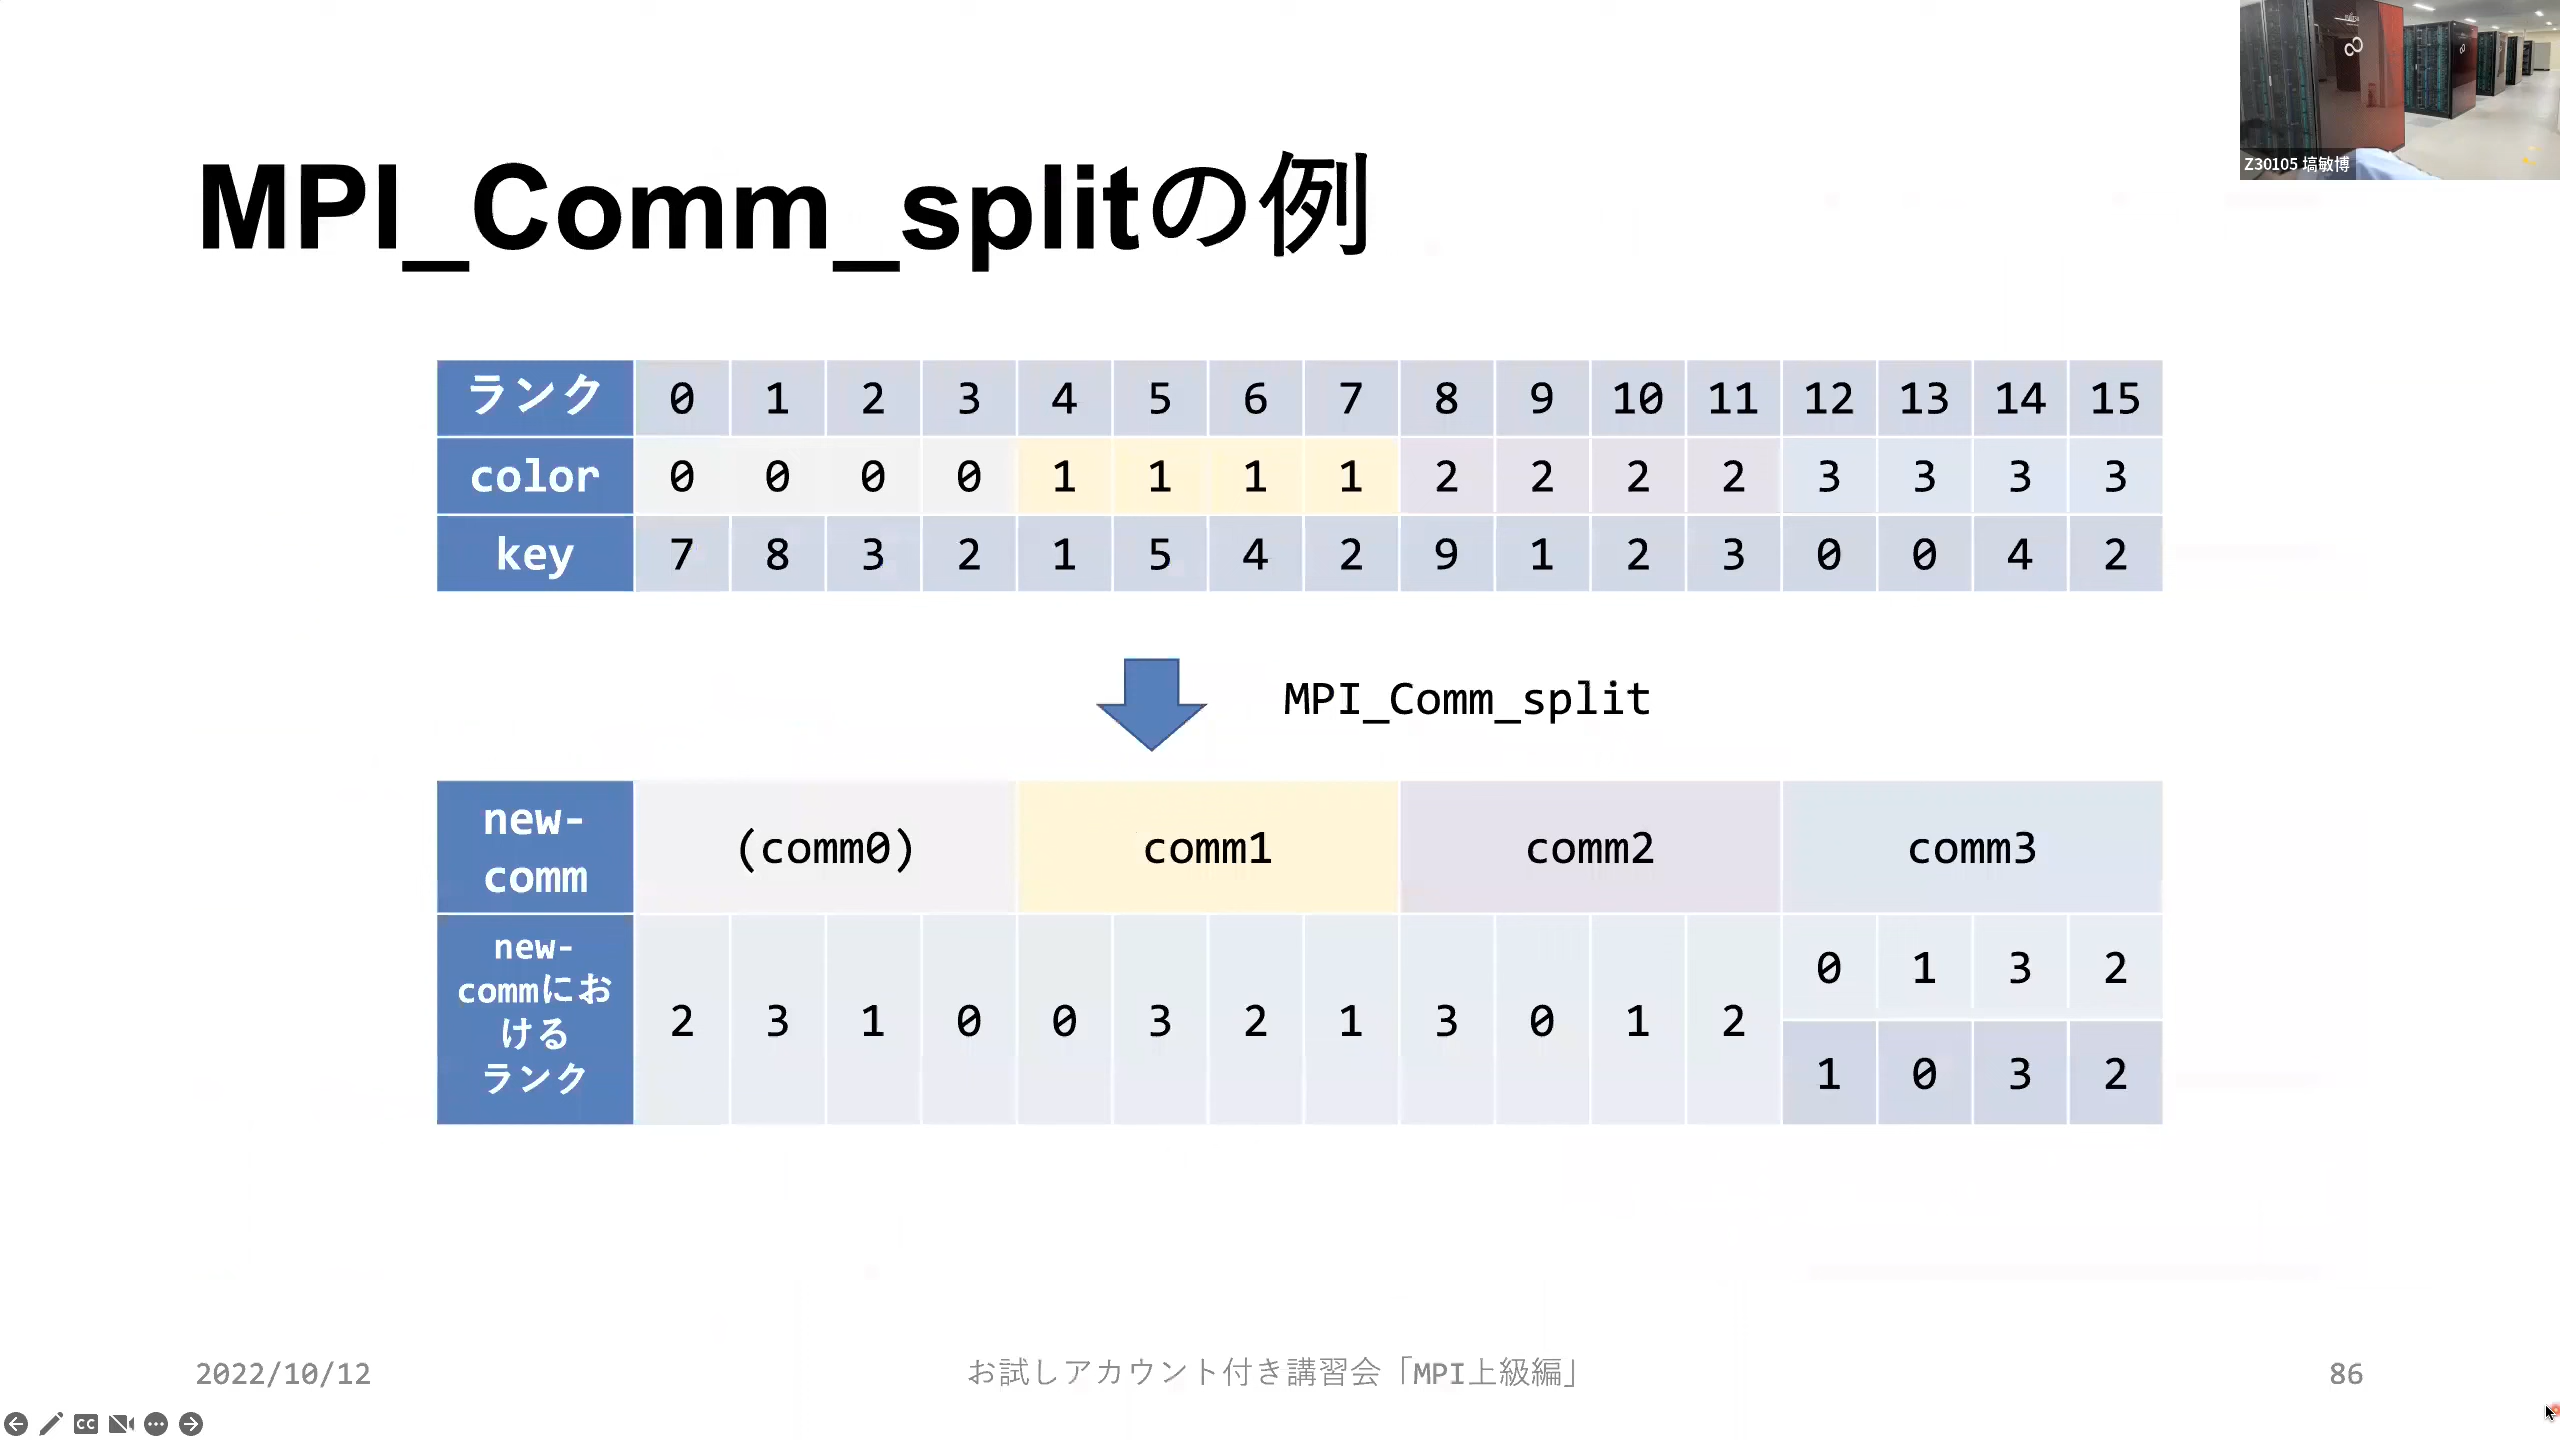 Z30105 塙敏博
MPI_Comm_splitの例
ランク 0 1 2 3 4 5 6 7 8 9 10 11 12 13 14 15
color 0 0 0 0 1 1 1 1 2 2 2 2 3 3 3 3
key 7 8 3 2 1 5 4 2 9 1 2 3 0 0 4 2
MPI_Comm_split
new-
comm
(comm0) comm1 comm2 comm3
new-
commにお
ける
ランク
2 3 1 0 0 3 2 1 3 0 1 2
0 1 3 2
1 0 3 2
2022/10/12 お試しアカウント付き講習会「MPI上級編」 86
CC